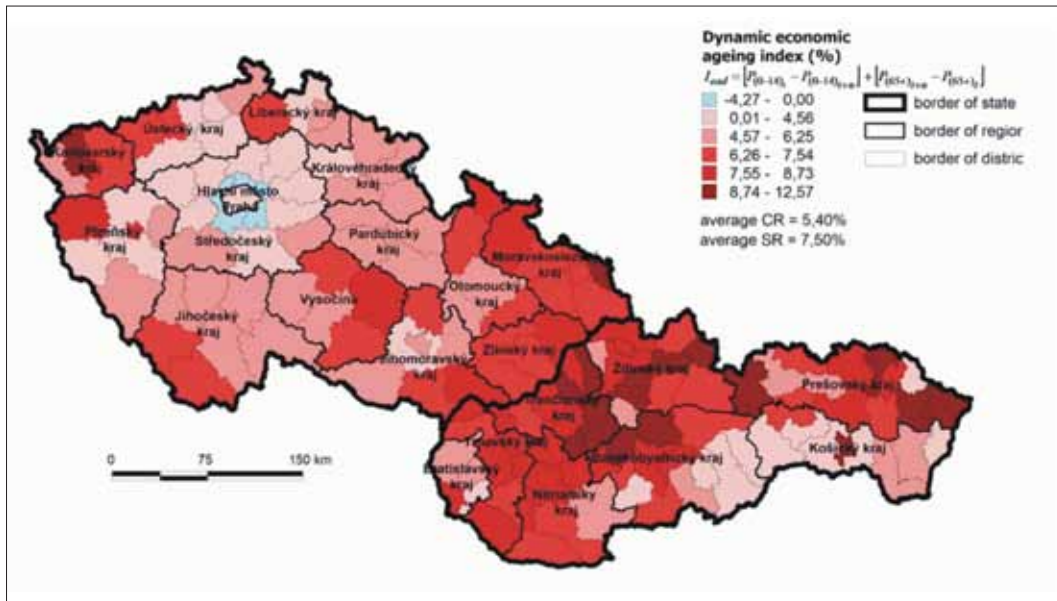 Dynamic economic
ageing index (%)
-4,27 - 0,00
0,01 - 4,56
4,57 - 6,25
6,26 - 7,54
7,55 - 8,73
8,74 - 12,57
border of state
border of regior
border of distric
average CR = 5,40%
average SR = 7,50%
Liberecký kraj
Ústecký kraj
Královéhradecký
kraj
Hlavní město
Praha
Plzeňský
kraj
Středočeský
kraj
Pardubický
kraj
Moravskoslezský
kraj
Olomoucký
kraj
Vysočina
Jihočeský
kraj
Jihomoravský
kraj
Zlínský kraj
Žilinský kraj
Prešovský kraj
kraj
Trnavský kraj
Košický kraj
Bratislavský
kraj
kraj
Nitriansky
kraj
0 75 150 km